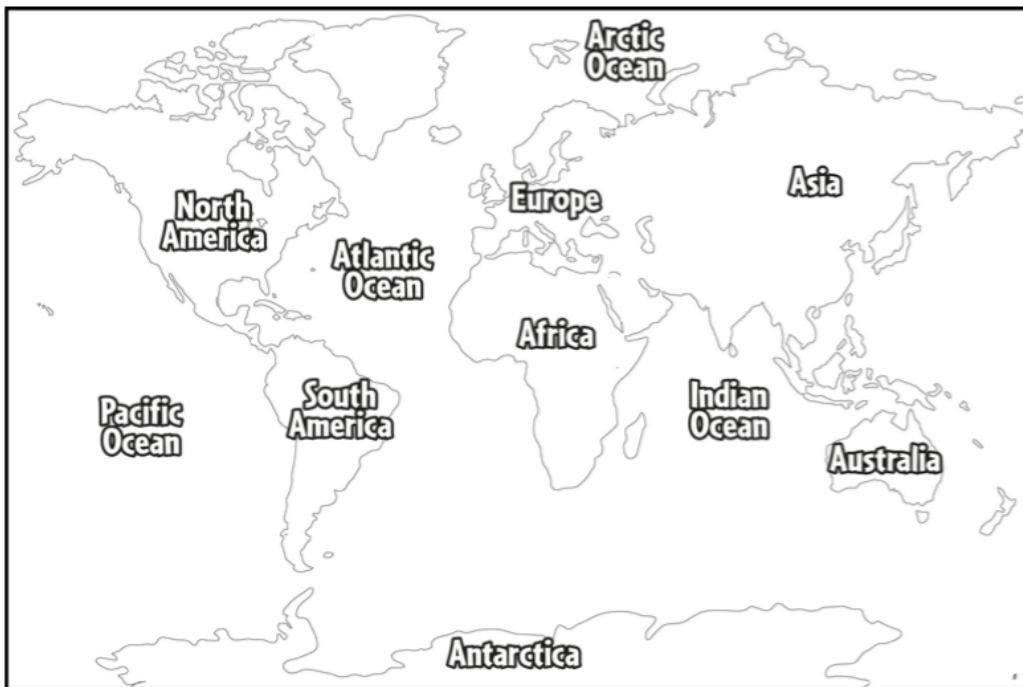 Arctic
Ocean
Asia
Europe
North
America
Atlantic
Ocean
Africa
South
America
Indian
Ocean
Pacific
Ocean
Australia
Antarctica